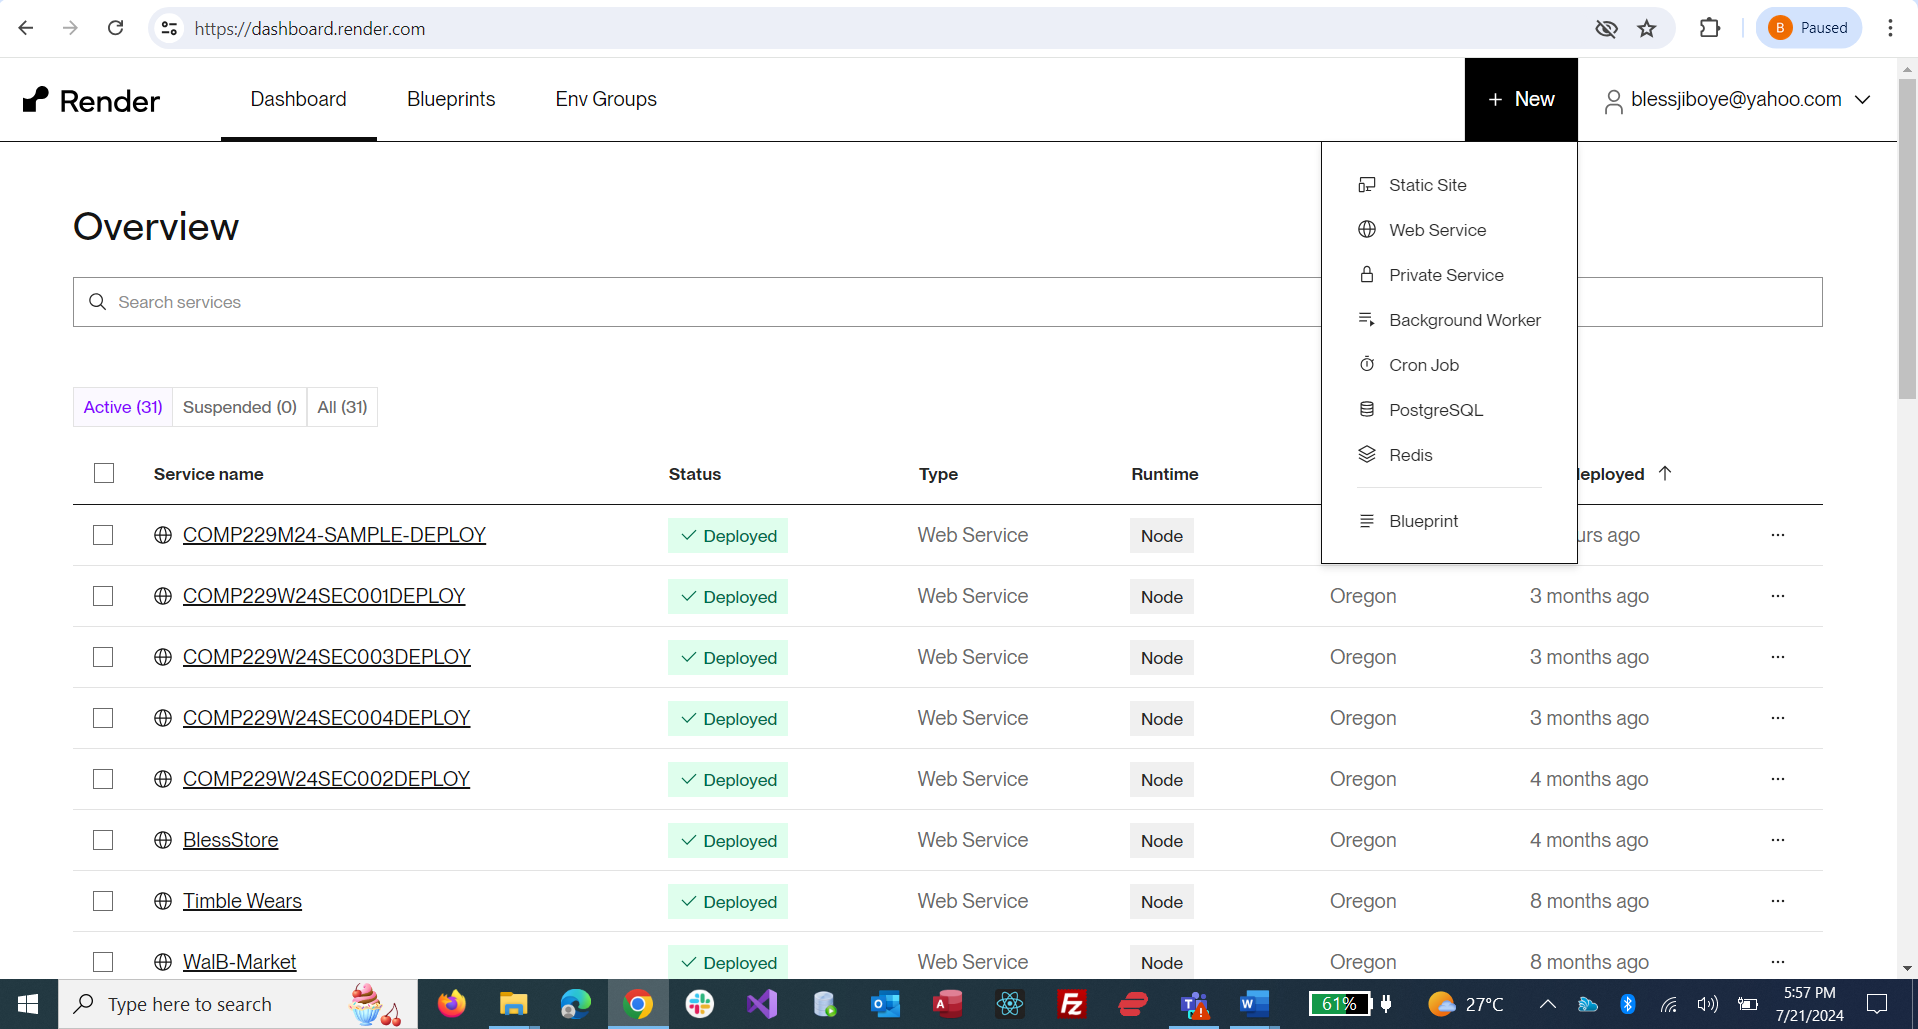 https://dashboard.render.com
B Paused
Render
Dashboard
Blueprints
Env Groups
+ New
blessjiboye@yahoo.com
Static Site
Web Service
Private Service
Background Worker
Cron Job
PostgreSQL
Redis
Blueprint
Overview
Search services
Active (31) Suspended (0) All (31)
Service name Status Type Runtime deployed
COMP229M24-SAMPLE-DEPLOY Deployed Web Service Node urs ago
COMP229W24SEC001DEPLOY Deployed Web Service Node Oregon 3 months ago
COMP229W24SEC003DEPLOY Deployed Web Service Node Oregon 3 months ago
COMP229W24SEC004DEPLOY Deployed Web Service Node Oregon 3 months ago
COMP229W24SEC002DEPLOY Deployed Web Service Node Oregon 4 months ago
BlessStore Deployed Web Service Node Oregon 4 months ago
Timble Wears Deployed Web Service Node Oregon 8 months ago
WalB-Market Deployed Web Service Node Oregon 8 months ago
Type here to search
61%
27°C
5:57 PM
7/21/2024